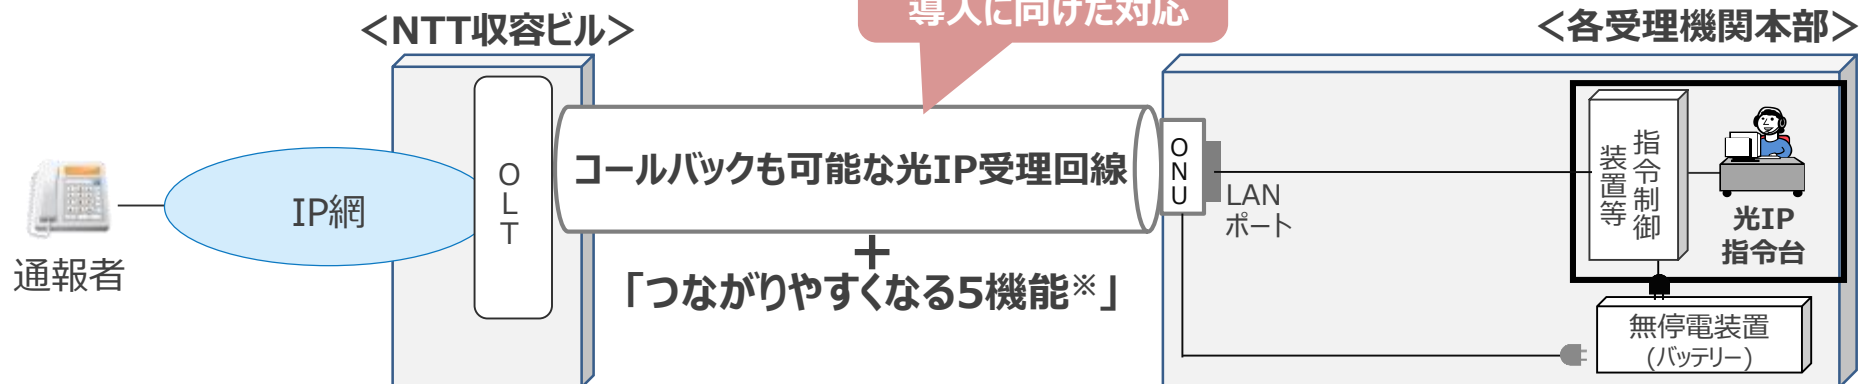 導入に向けた対応
<NTT収容ビル>
<各受理機関本部>
OLT
コールバックも可能な光IP受理回線
ONU
指令制御
装置等
LAN
ポート
IP網
光IP
指令台
通報者
+
「つながりやすくなる5機能※」
無停電装置
(バッテリー)